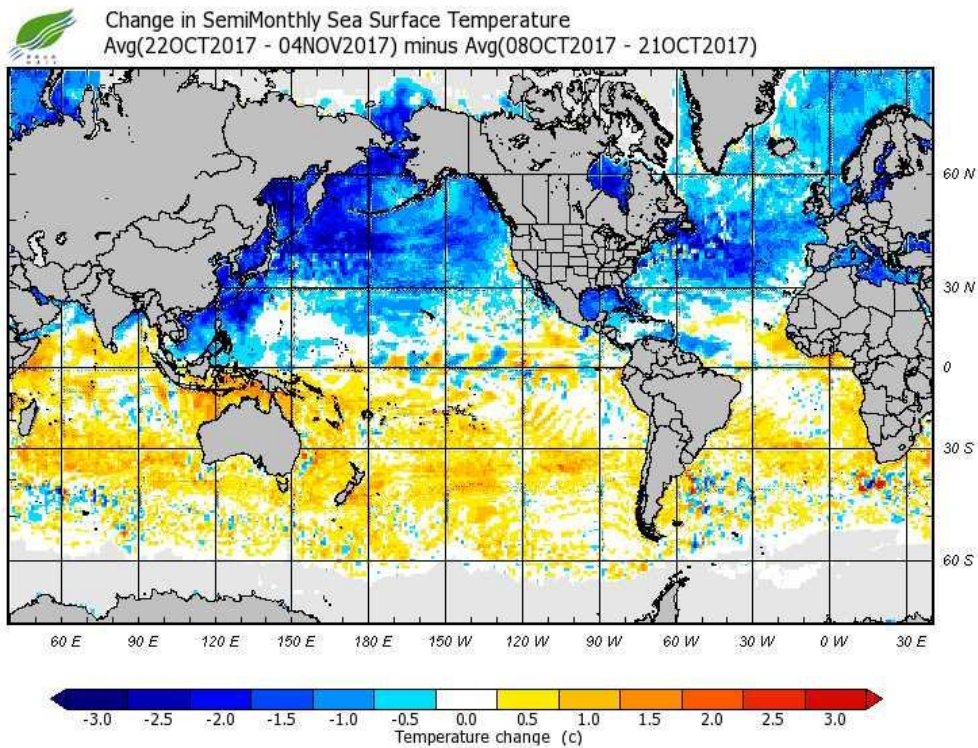 Change in SemiMonthly Sea Surface Temperature
Avg(22OCT2017 - 04NOV2017) minus Avg(08OCT2017 - 21OCT2017)
60 N
30 N
0
30 S
60 S
60 E 90 E 120 E 150 E 180 E 150 W 120 W 90 W 60 W 30 W 0 W 30 E
-3.0 -2.5 -2.0 -1.5 -1.0 -0.5 0.0 0.5 1.0 1.5 2.0 2.5 3.0
Temperature change (c)